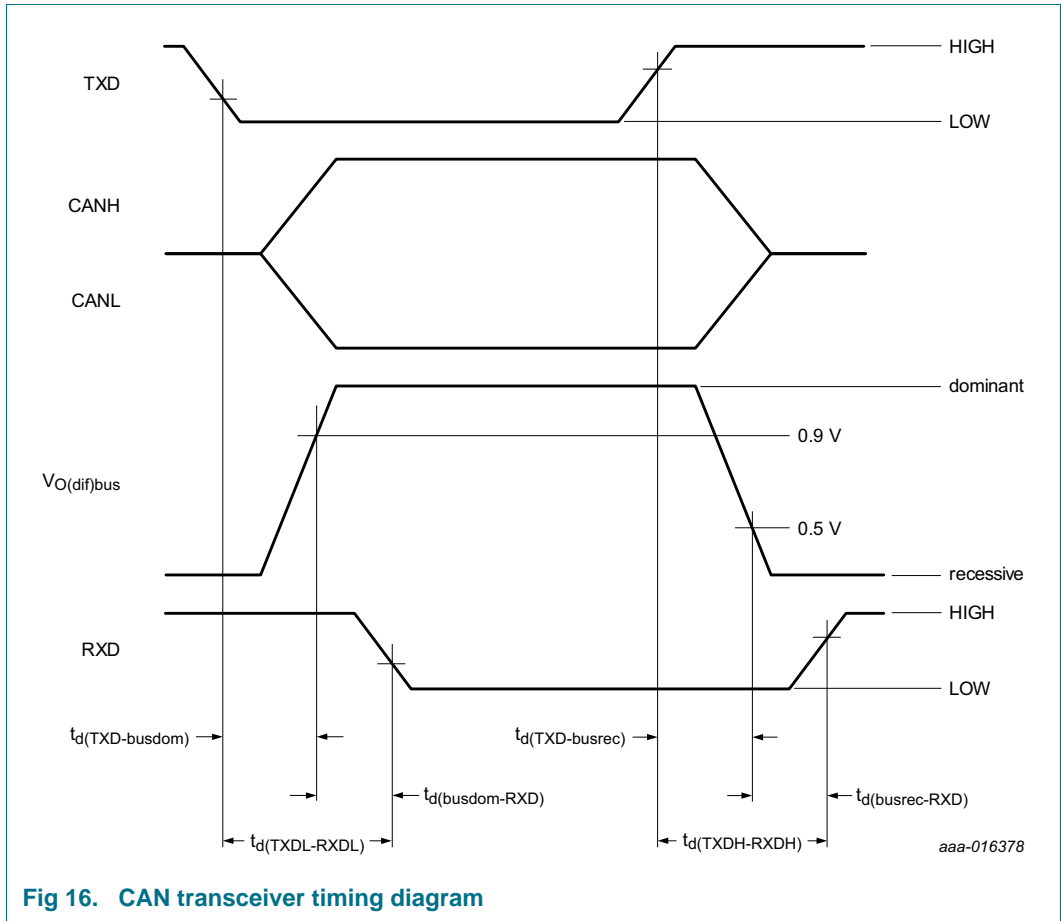 HIGH
TXD
LOW
CANH
CANL
dominant
0.9 V
VO(dif)bus
0.5 V
recessive
HIGH
RXD
LOW
td(TXD-busdom)
td(TXD-busrec)
td(busdom-RXD)
td(busrec-RXD)
td(TXDL-RXDL)
td(TXDH-RXDH)
aaa-016378
Fig 16. CAN transceiver timing diagram